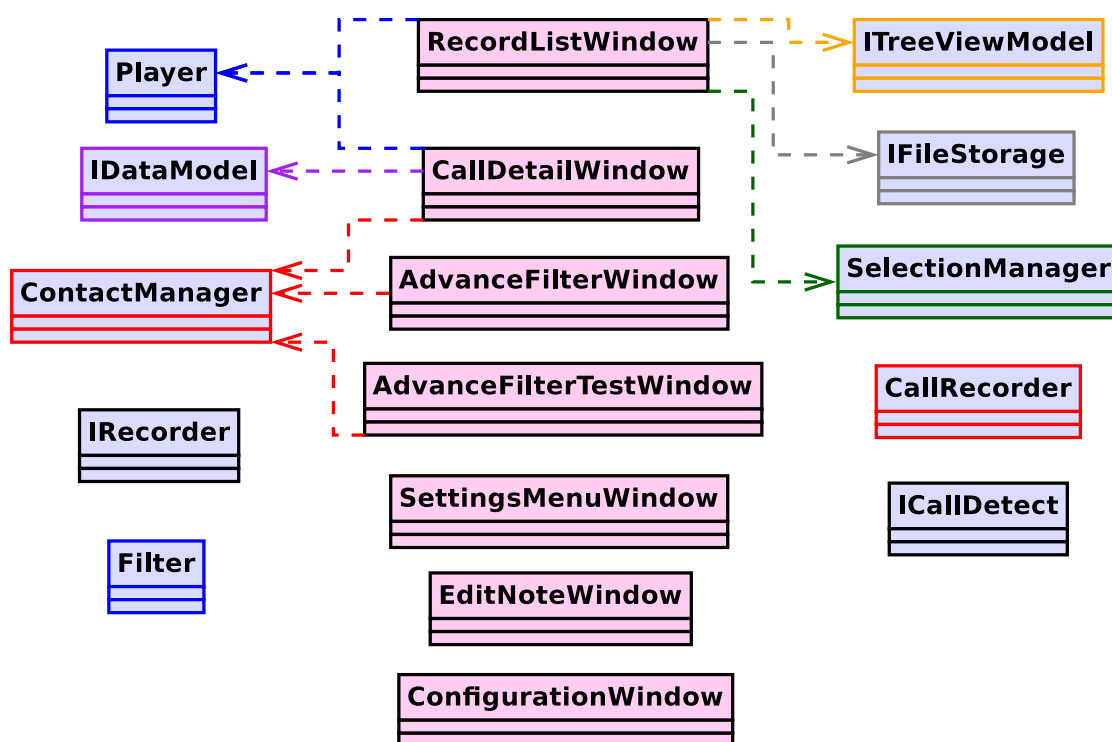 RecordListWindow
ITreeViewModel
Player
IFileStorage
IDataModel
CallDetailWindow
SelectionManager
ContactManager
AdvanceFilterWindow
AdvanceFilterTestWindow
CallRecorder
IRecorder
SettingsMenuWindow
ICallDetect
Filter
EditNoteWindow
ConfigurationWindow